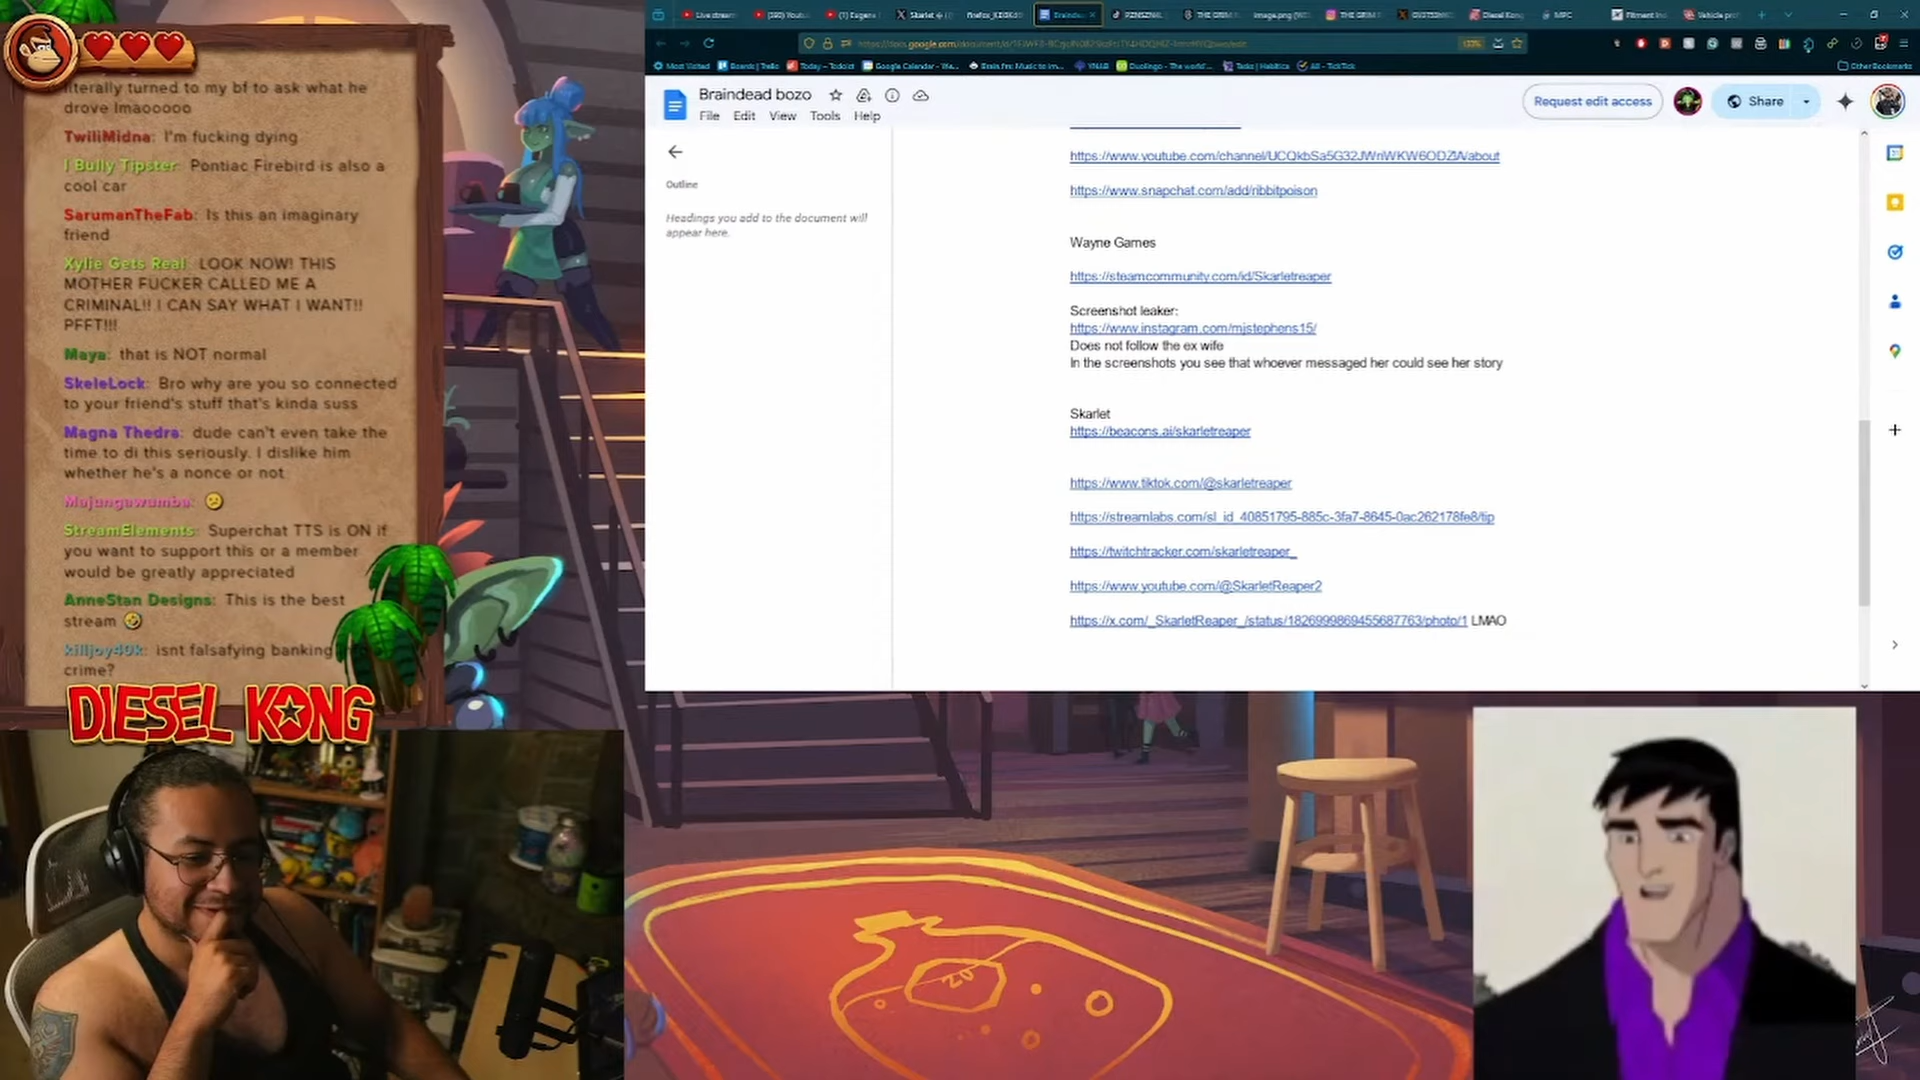 literally turned to my bf to ask what he
drove lmaooooo
TwiliMidna: I'm fucking dying
I Bully Tipster: Pontiac Firebird is also a
cool car
SarumanTheFab: Is this an imaginary
friend
Xylie Gets Real: LOOK NOW! THIS
MOTHER FUCKER CALLED ME A
CRIMINAL!! I CAN SAY WHAT I WANT!!
PFFT!!!
Maya: that is NOT normal
SkeleLock: Bro why are you so connected
to your friend's stuff that's kinda suss
Magna Thedra: dude can't even take the
time to di this seriously. I dislike him
whether he's a nonce or not
Mujungawumba:
StreamElements: Superchat TTS is ON if
you want to support this or a member
would be greatly appreciated
AnneStan Designs: This is the best
stream
killjoy40k: isnt falsafying banking
crime?
DIESEL KONG
Braindead bozo
File Edit View Tools Help
Request edit access
Share
Outline
Headings you add to the document will
appear here.
https://www.snapchat.com/add/ribbitpoison
Wayne Games
https://steamcommunity.com/id/Skarletreaper
Screenshot leaker:
https://www.instagram.com/mjstephens15/
Does not follow the ex wife
In the screenshots you see that whoever messaged her could see her story
Skarlet
https://beacons.ai/skarletreaper
https://www.tiktok.com/@skarletreaper
https://streamlabs.com/sl_id_40851795-885c-3fa7-8645-0ac262178fe8/tip
https://twitchtracker.com/skarletreaper_
https://www.youtube.com/@SkarletReaper2
https://x.com/_SkarletReaper_/status/1826999869455687763/photo/1 LMAO